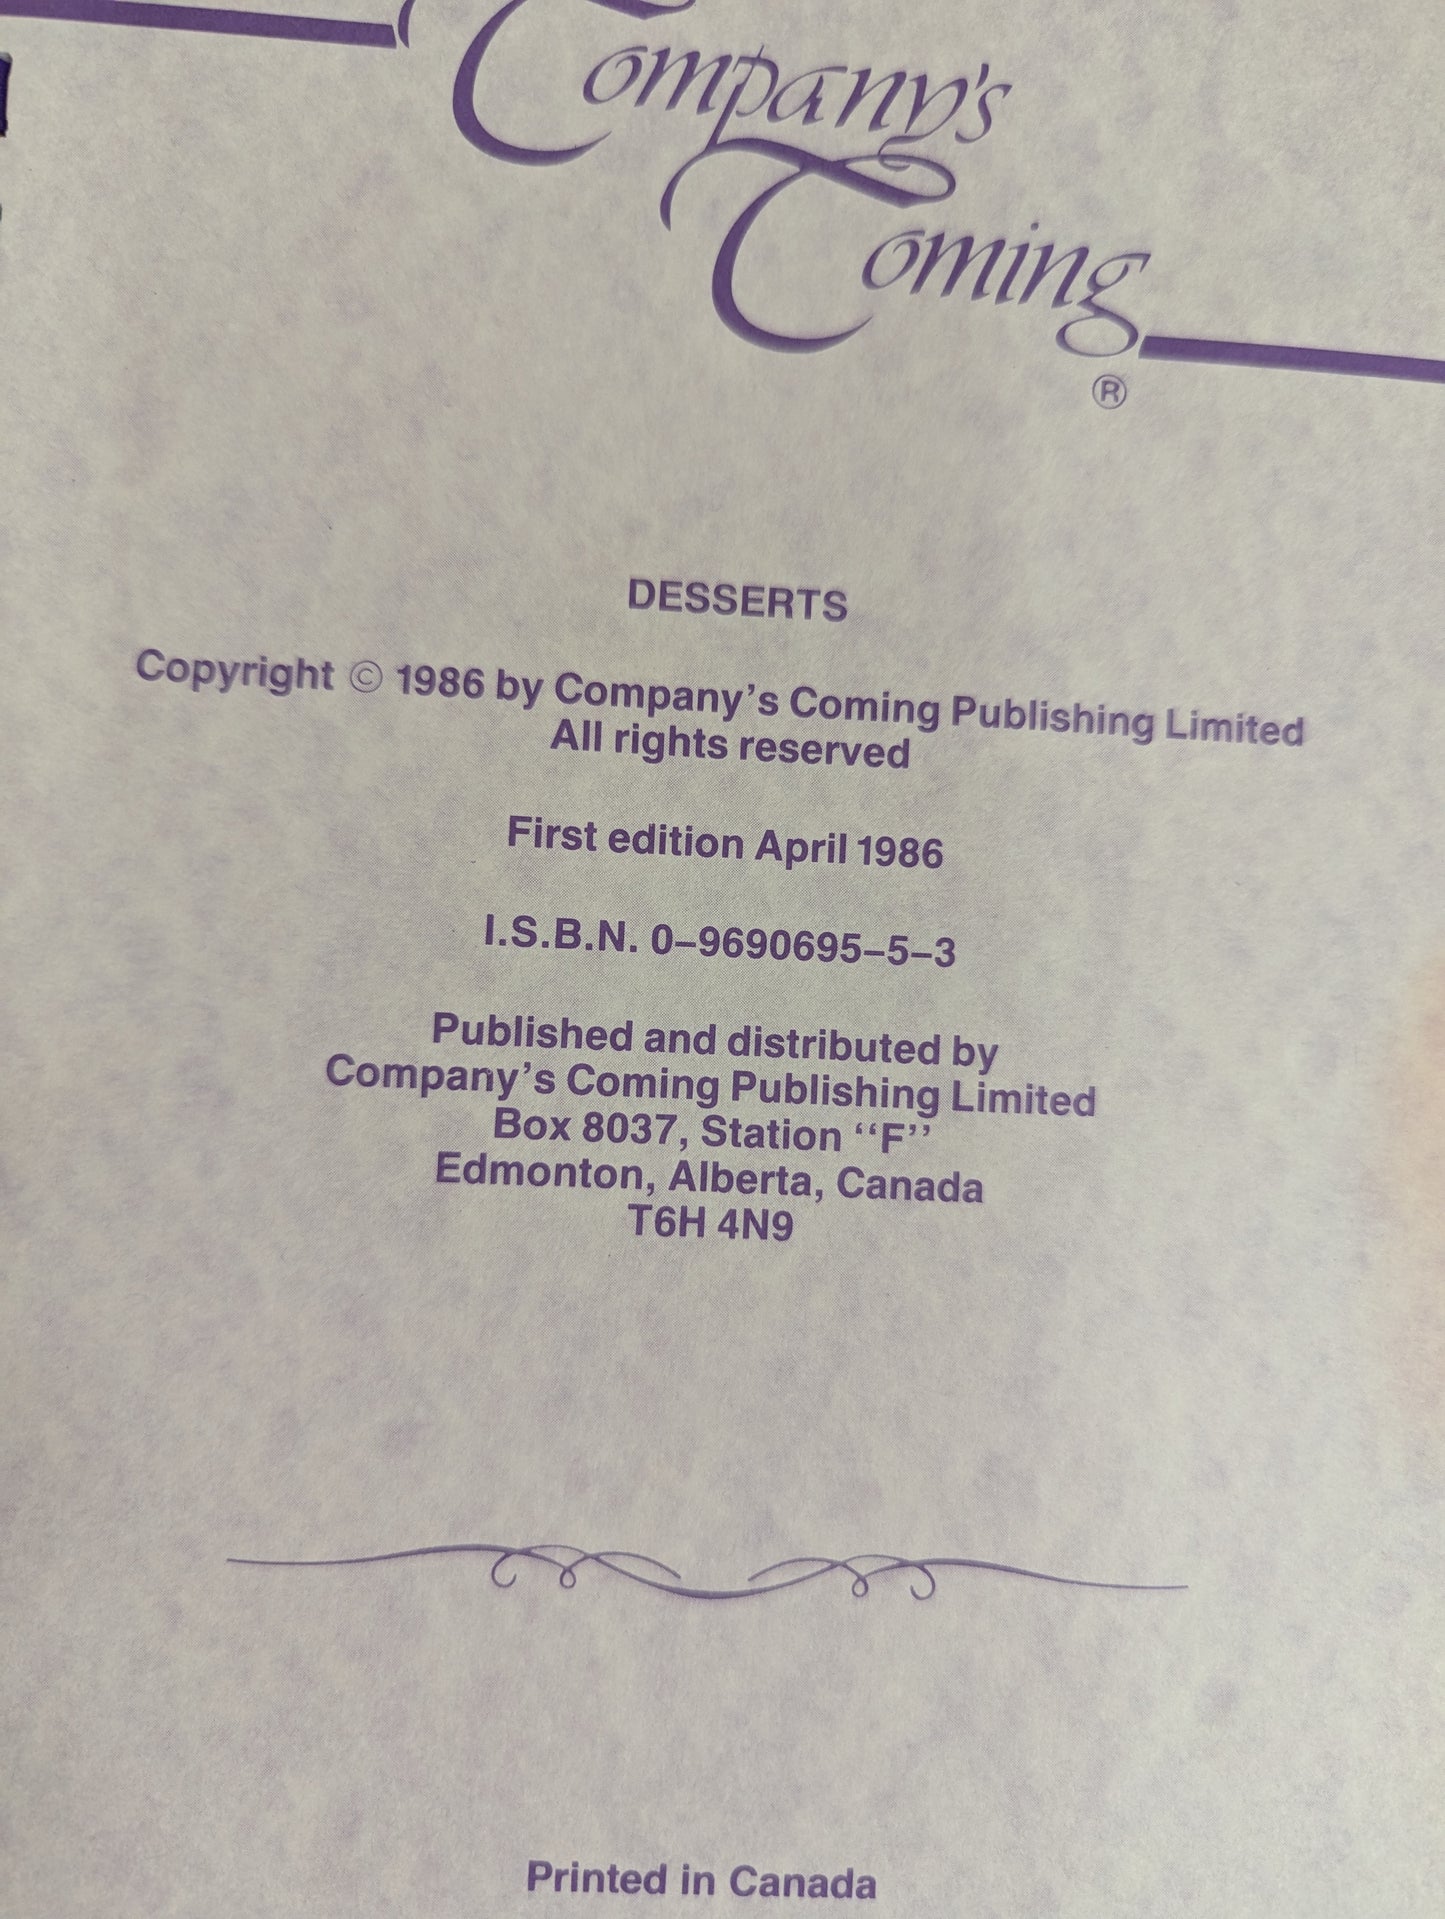 Company's
Coming
®
DESSERTS
Copyright © 1986 by Company's Coming Publishing Limited
All rights reserved
First edition April 1986
I.S.B.N. 0–9690695–5–3
Published and distributed by
Company's Coming Publishing Limited
Box 8037, Station ‘‘F’’
Edmonton, Alberta, Canada
T6H 4N9
Printed in Canada